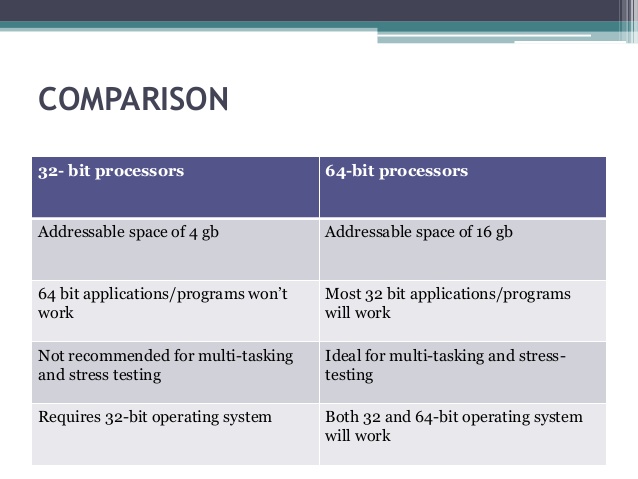 COMPARISON
32- bit processors
64-bit processors
Addressable space of 4 gb
Addressable space of 16 gb
64 bit applications/programs won’t
work
Most 32 bit applications/programs
will work
Not recommended for multi-tasking
and stress testing
Ideal for multi-tasking and stress-
testing
Requires 32-bit operating system
Both 32 and 64-bit operating system
will work